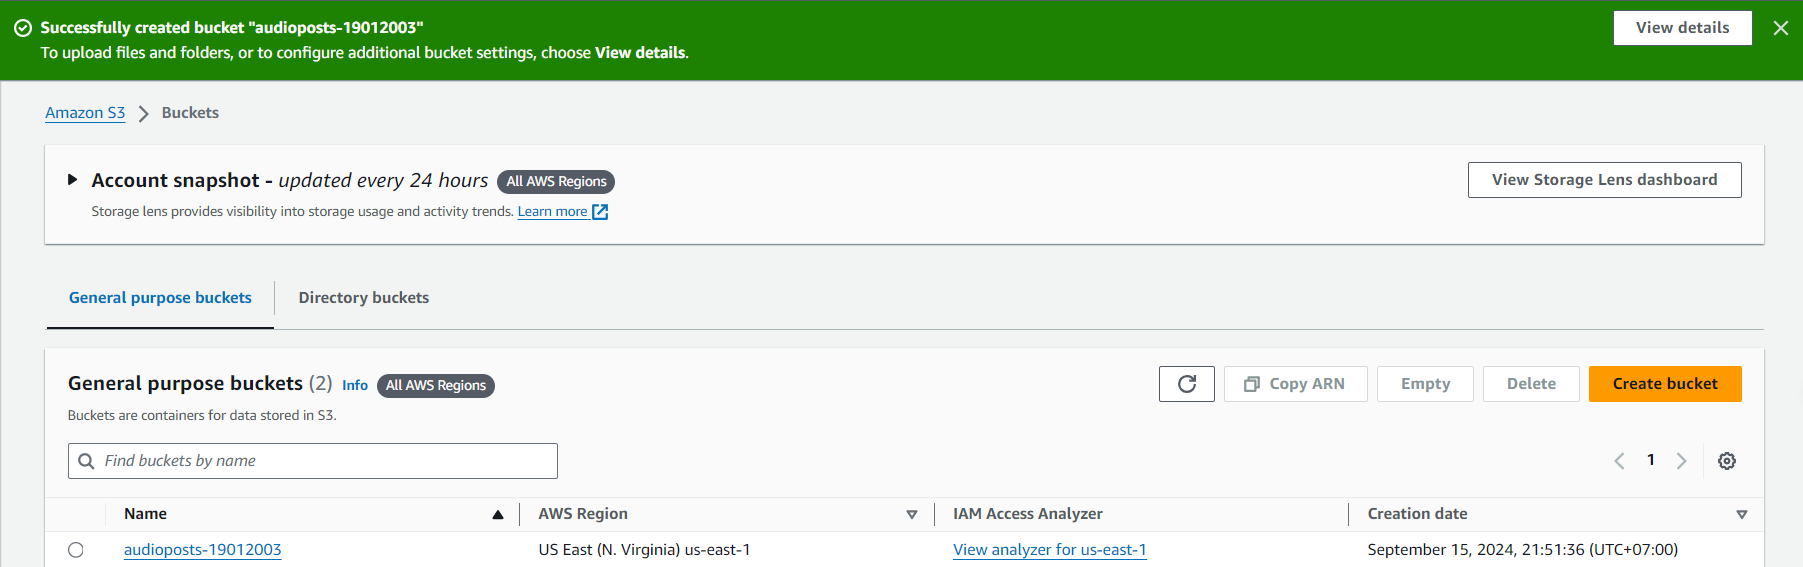 Successfully created bucket "audioposts-19012003"
To upload files and folders, or to configure additional bucket settings, choose View details.
View details
Amazon S3 Buckets
Account snapshot - updated every 24 hours All AWS Regions
View Storage Lens dashboard
Storage lens provides visibility into storage usage and activity trends. Learn more
General purpose buckets Directory buckets
General purpose buckets (2) Info All AWS Regions
Copy ARN Empty Delete Create bucket
Buckets are containers for data stored in S3.
Find buckets by name
1
Name AWS Region IAM Access Analyzer Creation date
audioposts-19012003 US East (N. Virginia) us-east-1 View analyzer for us-east-1 September 15, 2024, 21:51:36 (UTC+07:00)